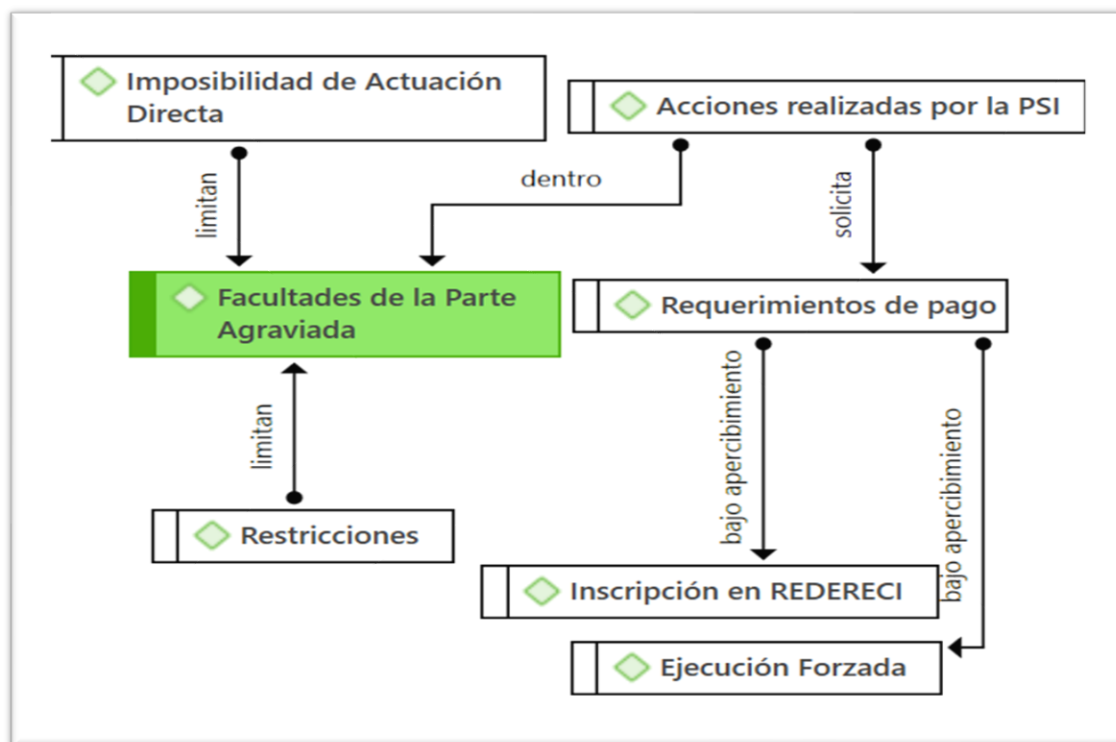 Imposibilidad de Actuación
Directa
Acciones realizadas por la PSI
limitan
dentro
solicita
Facultades de la Parte
Agraviada
Requerimientos de pago
limitan
bajo apercibimiento
bajo apercibimiento
Restricciones
Inscripción en REDERECI
Ejecución Forzada